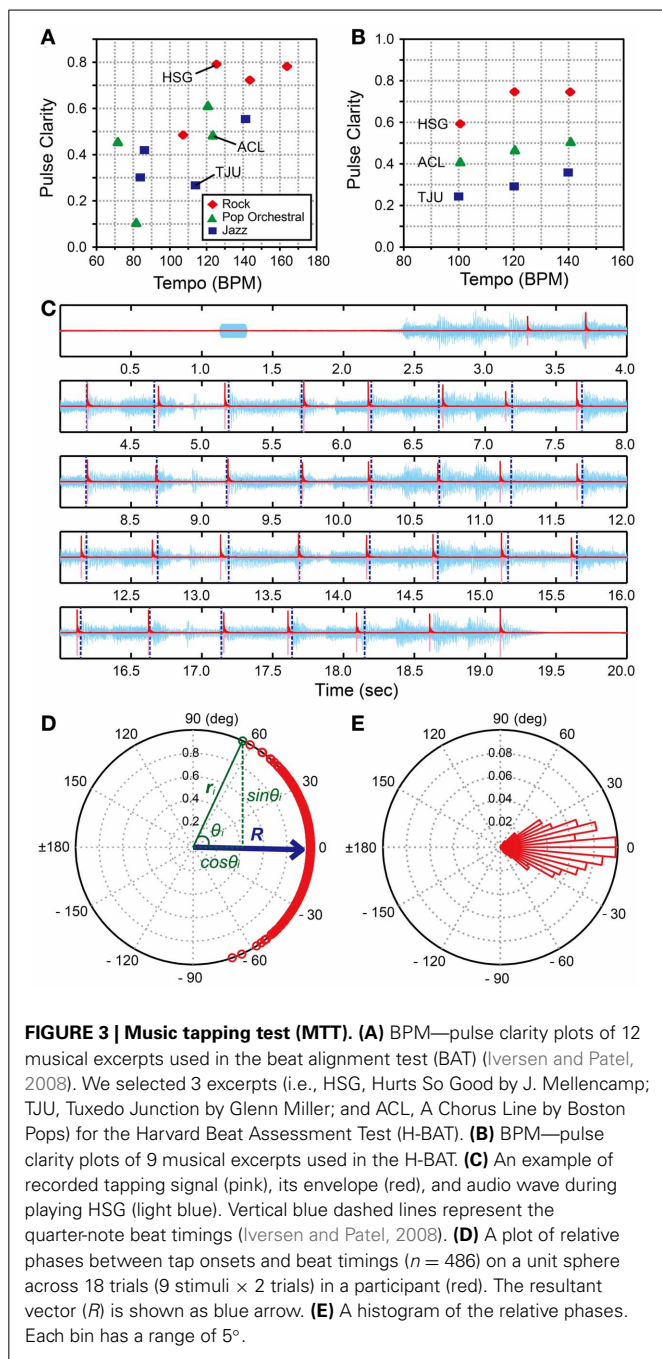 A
B
Pulse Clarity
0.8
0.6
0.4
0.2
0.0
HSG
ACL
TJU
Rock
Pop Orchestral
Jazz
60 80 100 120 140 160 180
Tempo (BPM)
Pulse Clarity
1.0
0.8
0.6
0.4
0.2
0.0
HSG
ACL
TJU
80 100 120 140 160
Tempo (BPM)
C
0.5 1.0 1.5 2.0 2.5 3.0 3.5 4.0
4.5 5.0 5.5 6.0 6.5 7.0 7.5 8.0
8.5 9.0 9.5 10.0 10.5 11.0 11.5 12.0
12.5 13.0 13.5 14.0 14.5 15.0 15.5 16.0
16.5 17.0 17.5 18.0 18.5 19.0 19.5 20.0
Time (sec)
D
90 (deg)
120 60
150 30
±180 0
- 150 - 30
- 120 - 60
- 90
0.8
0.6
0.4
0.2
rᵢ
θᵢ
sinθᵢ
R
cosθᵢ
E
90 (deg)
120 60
150 30
±180 0
- 150 - 30
- 120 - 60
- 90
0.08
0.06
0.04
0.02
FIGURE 3 | Music tapping test (MTT). (A) BPM—pulse clarity plots of 12
musical excerpts used in the beat alignment test (BAT) (Iversen and Patel,
2008). We selected 3 excerpts (i.e., HSG, Hurts So Good by J. Mellencamp;
TJU, Tuxedo Junction by Glenn Miller; and ACL, A Chorus Line by Boston
Pops) for the Harvard Beat Assessment Test (H-BAT). (B) BPM—pulse
clarity plots of 9 musical excerpts used in the H-BAT. (C) An example of
recorded tapping signal (pink), its envelope (red), and audio wave during
playing HSG (light blue). Vertical blue dashed lines represent the
quarter-note beat timings (Iversen and Patel, 2008). (D) A plot of relative
phases between tap onsets and beat timings (n = 486) on a unit sphere
across 18 trials (9 stimuli × 2 trials) in a participant (red). The resultant
vector (R) is shown as blue arrow. (E) A histogram of the relative phases.
Each bin has a range of 5°.